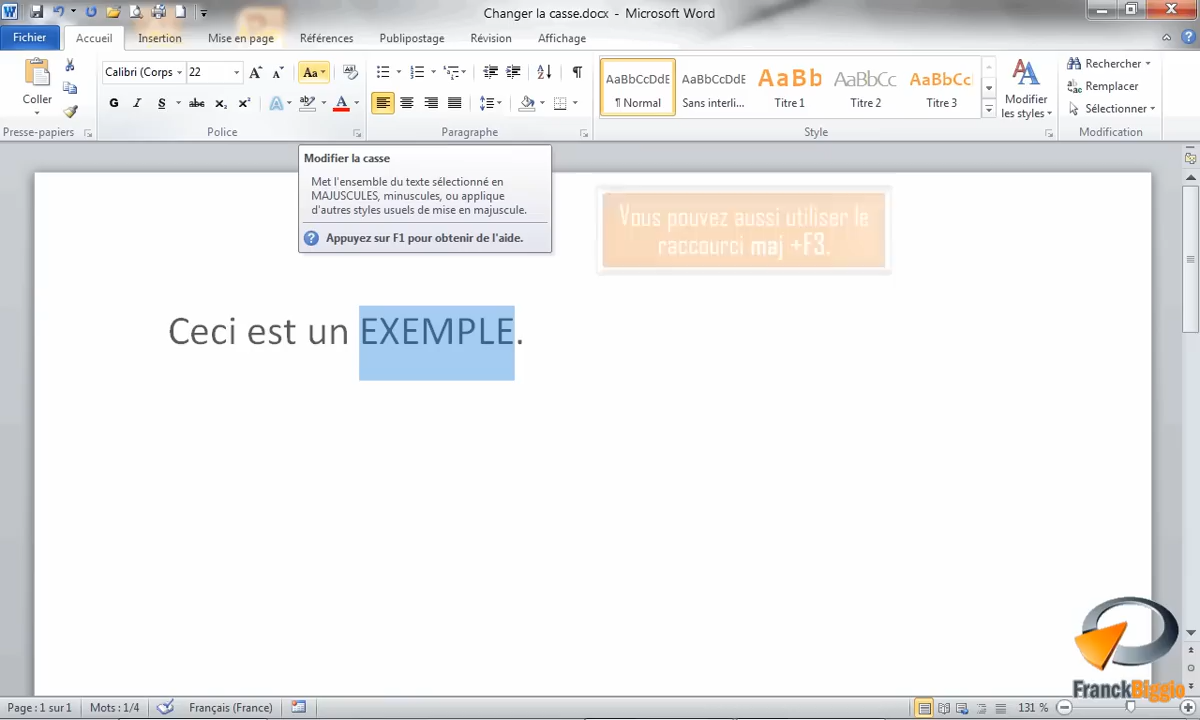 Changer la casse.docx - Microsoft Word
Fichier
Accueil
Insertion
Mise en page
Références
Publipostage
Révision
Affichage
Coller
Presse-papiers
Calibri (Corps
22
Aa
G I S abc x₂ x²
A
ab
A
Police
Paragraphe
AaBbCcDdE
¶ Normal
AaBbCcDdE
Sans interli...
AaBb
Titre 1
AaBbCc
Titre 2
AaBbCc
Titre 3
Modifier
les styles
Style
Rechercher
Remplacer
Sélectionner
Modification
Modifier la casse
Met l'ensemble du texte sélectionné en
MAJUSCULES, minuscules, ou applique
d'autres styles usuels de mise en majuscule.
Appuyez sur F1 pour obtenir de l'aide.
Vous pouvez aussi utiliser le
raccourci maj +F3.
Ceci est un EXEMPLE.
FranckBiggio
Page : 1 sur 1
Mots : 1/4
Français (France)
131 %